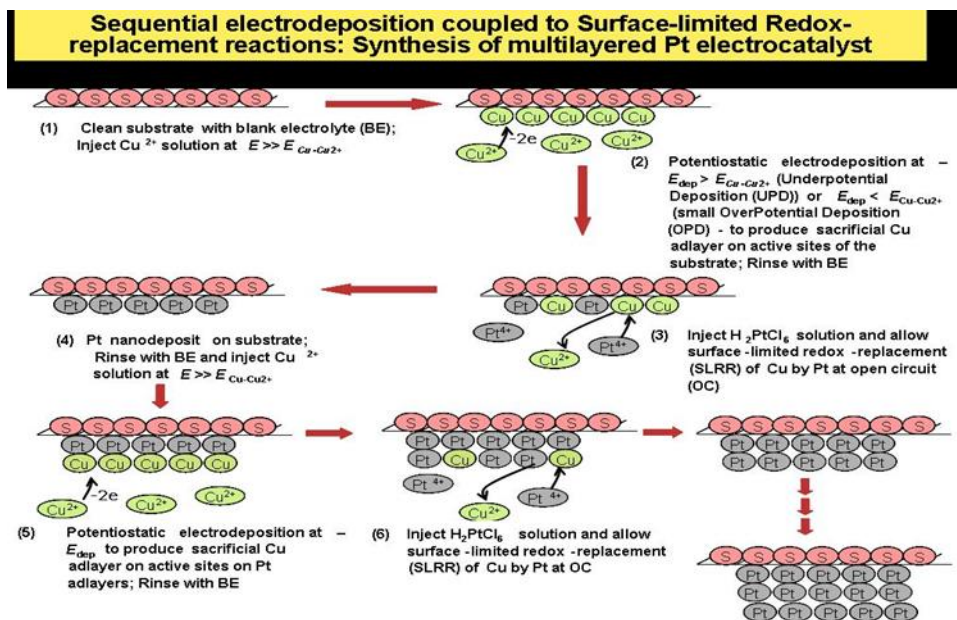 Sequential electrodeposition coupled to Surface-limited Redox-
replacement reactions: Synthesis of multilayered Pt electrocatalyst
S S S S S S S
(1) Clean substrate with blank electrolyte (BE);
Inject Cu 2+ solution at E >> E Cu-Cu2+
S S S S S S S
Cu Cu Cu Cu Cu
-2e
Cu2+ Cu2+ Cu2+
(2) Potentiostatic electrodeposition at –
Edep > E Cu-Cu2+ (Underpotential
Deposition (UPD)) or Edep < ECu-Cu2+
(small OverPotential Deposition
(OPD) - to produce sacrificial Cu
adlayer on active sites of the
substrate; Rinse with BE
S S S S S S S
Pt Cu Pt Cu Cu
Pt4+
Cu2+ Pt4+
(3) Inject H 2PtCl6 solution and allow
surface -limited redox -replacement
(SLRR) of Cu by Pt at open circuit
(OC)
S S S S S S S
Pt Pt Pt Pt Pt
(4) Pt nanodeposit on substrate;
Rinse with BE and inject Cu 2+
solution at E >> ECu-Cu2+
S S S S S S S
Pt Pt Pt Pt Pt
Cu Cu Cu Cu Cu
-2e
Cu2+ Cu2+ Cu2+
(5) Potentiostatic electrodeposition at –
Edep to produce sacrificial Cu
adlayer on active sites on Pt
adlayers; Rinse with BE
S S S S S S S
Pt Pt Pt Pt Pt
Pt Cu Pt Pt Cu
Pt 4+
Cu2+ Pt 4+
(6) Inject H2PtCl6 solution and allow
surface -limited redox -replacement
(SLRR) of Cu by Pt at OC
S S S S S S S
Pt Pt Pt Pt Pt
Pt Pt Pt Pt Pt
S S S S S S S
Pt Pt Pt Pt Pt
Pt Pt Pt Pt Pt
Pt Pt Pt Pt Pt